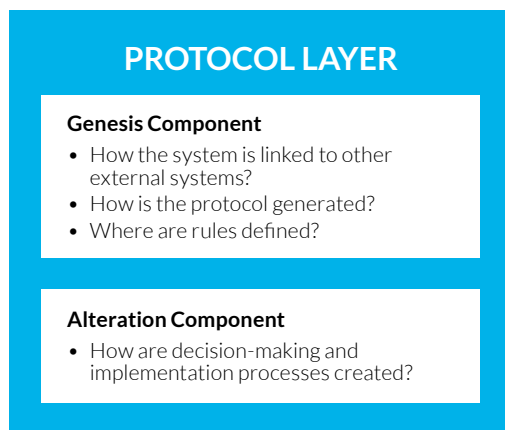 PROTOCOL LAYER
Genesis Component
• How the system is linked to other
external systems?
• How is the protocol generated?
• Where are rules defined?
Alteration Component
• How are decision-making and
implementation processes created?